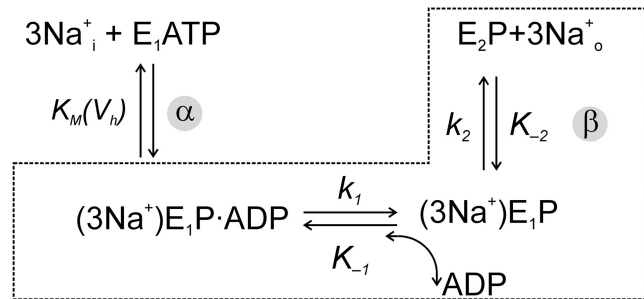 3Na⁺ᵢ + E₁ATP
E₂P+3Na⁺ₒ
K_M(V_h)
α
k₂
K₋₂
β
(3Na⁺)E₁P·ADP
k₁
(3Na⁺)E₁P
K₋₁
ADP